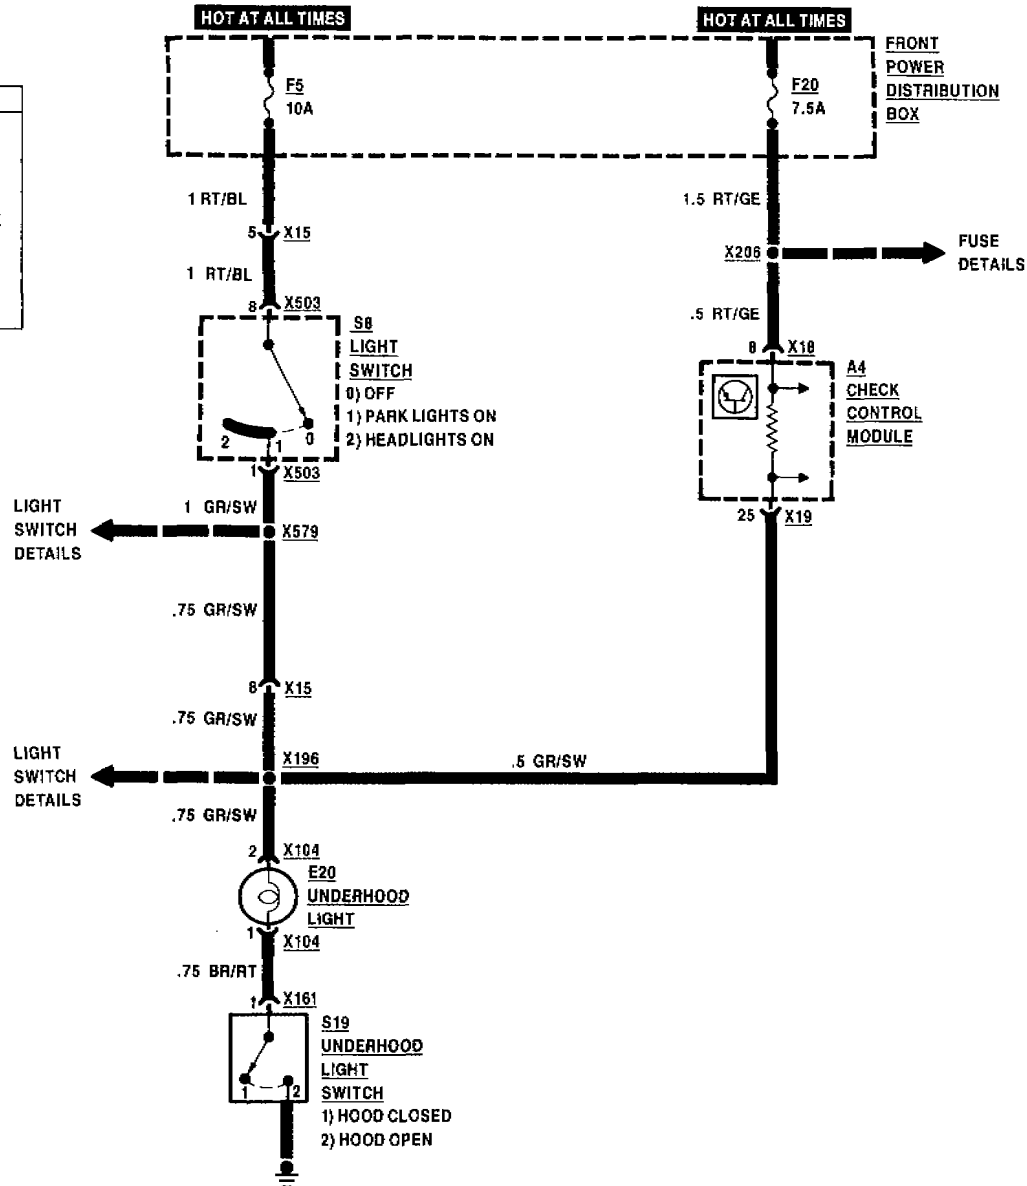 HOT AT ALL TIMES
HOT AT ALL TIMES
FRONT
POWER
DISTRIBUTION
BOX
F5
10A
F20
7.5A
1 RT/BL
1.5 RT/GE
5 X15
X206
FUSE
DETAILS
1 RT/BL
8 X503
.5 RT/GE
8 X18
S8
LIGHT
SWITCH
0) OFF
1) PARK LIGHTS ON
2) HEADLIGHTS ON
2 1 0
A4
CHECK
CONTROL
MODULE
1 X503
25 X19
1 GR/SW
LIGHT
SWITCH
DETAILS
X579
.75 GR/SW
8 X15
.75 GR/SW
LIGHT
SWITCH
DETAILS
X196
.5 GR/SW
.75 GR/SW
2 X104
E20
UNDERHOOD
LIGHT
1 X104
.75 BR/RT
1 X161
S19
UNDERHOOD
LIGHT
SWITCH
1) HOOD CLOSED
2) HOOD OPEN
1 2